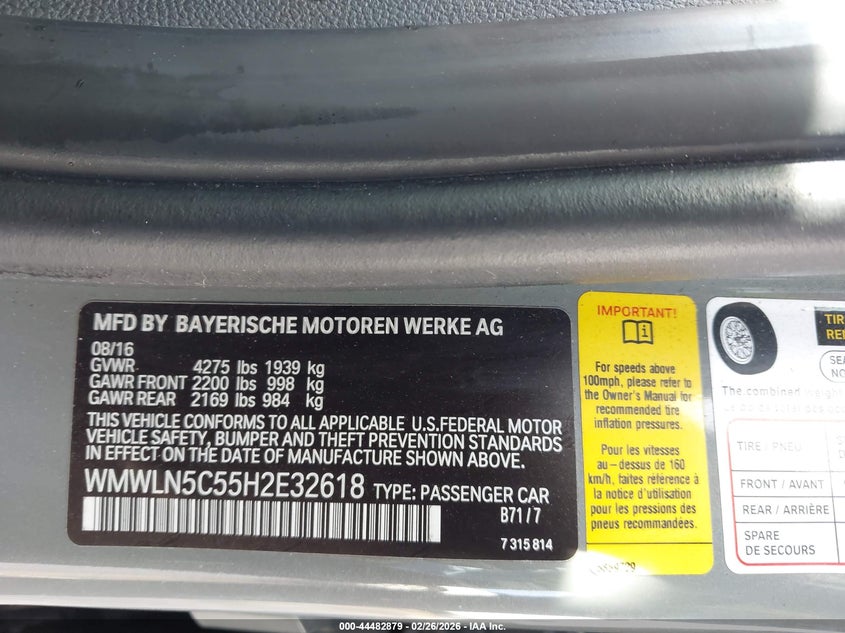 MFD BY BAYERISCHE MOTOREN WERKE AG
08/16
GVWR 4275 lbs 1939 kg
GAWR FRONT 2200 lbs 998 kg
GAWR REAR 2169 lbs 984 kg
THIS VEHICLE CONFORMS TO ALL APPLICABLE U.S.FEDERAL MOTOR
VEHICLE SAFETY, BUMPER AND THEFT PREVENTION STANDARDS
IN EFFECT ON THE DATE OF MANUFACTURE SHOWN ABOVE.
WMWLN5C55H2E32618 TYPE: PASSENGER CAR
B71/7
7 315 814
IMPORTANT!
For speeds above
100mph, please refer to
the Owner's Manual for
recommended tire
inflation pressures.
Pour les vitesses
au-dessus de 160
km/h, faites référence à
votre manuel d'utilisation
pour les pressions des
pneus recommandées.
The combined weight
TIRE / PNEU
FRONT / AVANT
REAR / ARRIÈRE
SPARE
DE SECOURS
000-44482879 - 02/26/2026 - IAA Inc.